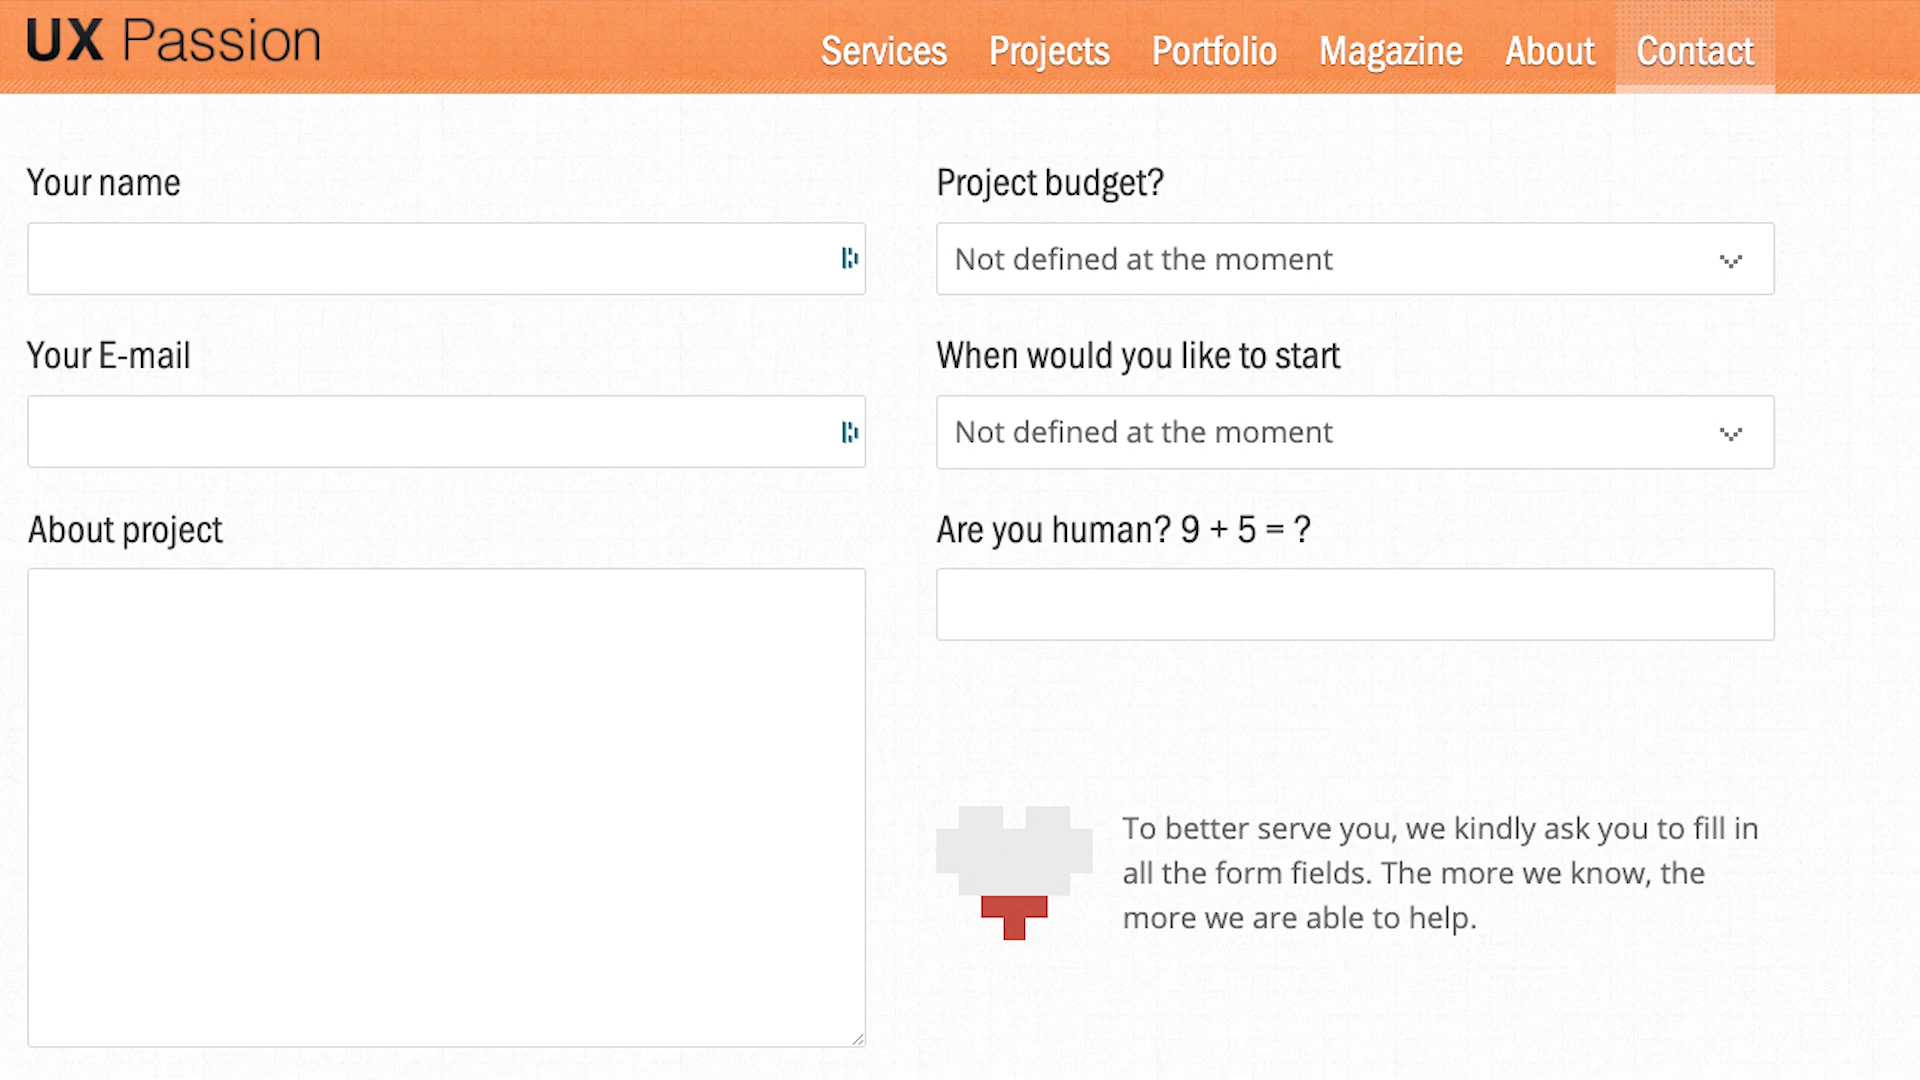 UX Passion
Services Projects Portfolio Magazine About Contact
Your name
Your E-mail
About project
Project budget?
Not defined at the moment
When would you like to start
Not defined at the moment
Are you human? 9 + 5 = ?
To better serve you, we kindly ask you to fill in
all the form fields. The more we know, the
more we are able to help.